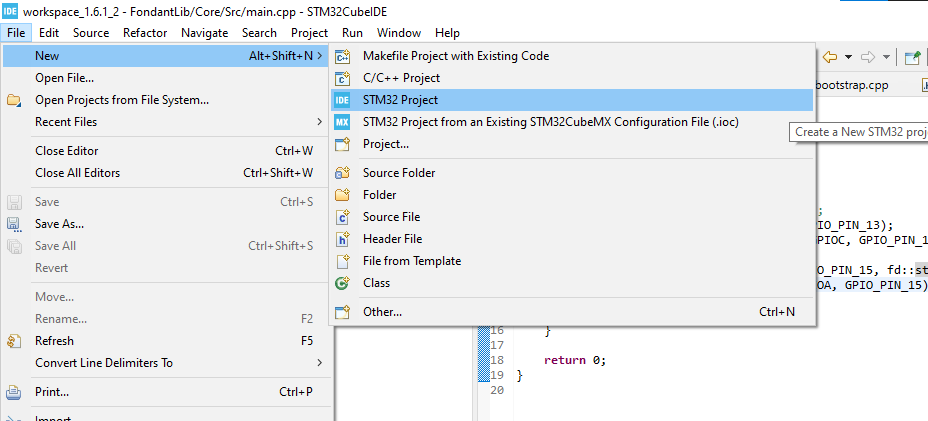 IDE workspace_1.6.1_2 - FondantLib/Core/Src/main.cpp - STM32CubeIDE
File Edit Source Refactor Navigate Search Project Run Window Help
New Alt+Shift+N >
Open File...
Open Projects from File System...
Recent Files >
Close Editor Ctrl+W
Close All Editors Ctrl+Shift+W
Save Ctrl+S
Save As...
Save All Ctrl+Shift+S
Revert
Move...
Rename... F2
Refresh F5
Convert Line Delimiters To >
Print... Ctrl+P
Import...
Makefile Project with Existing Code
C/C++ Project
IDE STM32 Project
MX STM32 Project from an Existing STM32CubeMX Configuration File (.ioc)
Project...
Source Folder
Folder
Source File
Header File
File from Template
Class
Other... Ctrl+N
bootstrap.cpp
Create a New STM32 proj
;
IO_PIN_13);
PIOC, GPIO_PIN_1
O_PIN_15, fd::st
OA, GPIO_PIN_15)
16 }
17
18 return 0;
19 }
20